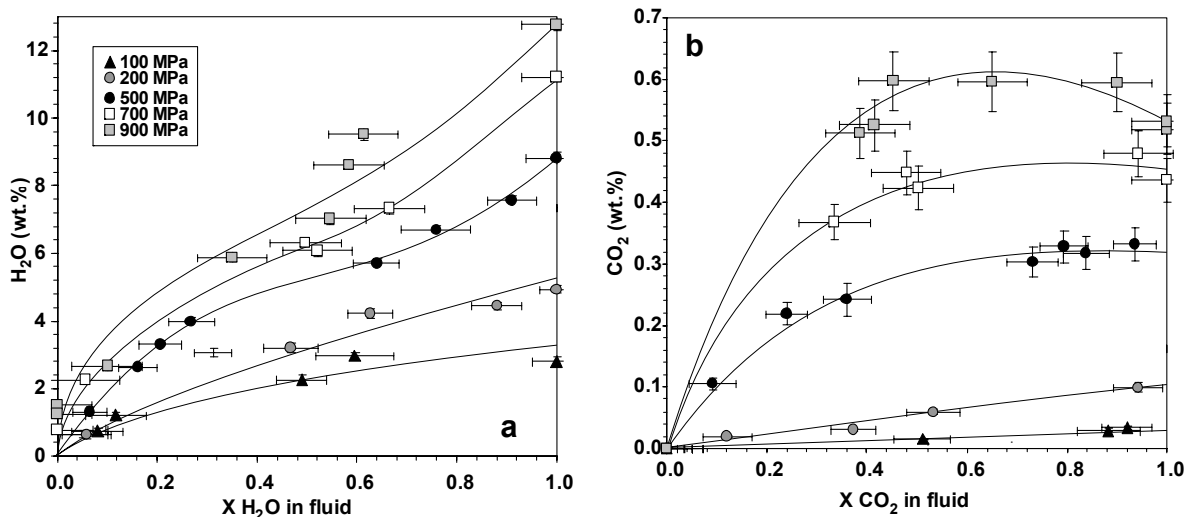 12
10
8
6
4
2
0
H2O (wt.%)
100 MPa
200 MPa
500 MPa
700 MPa
900 MPa
a
0.0 0.2 0.4 0.6 0.8 1.0
X H2O in fluid
0.7
0.6
0.5
0.4
0.3
0.2
0.1
0.0
CO2 (wt.%)
b
0.0 0.2 0.4 0.6 0.8 1.0
X CO2 in fluid